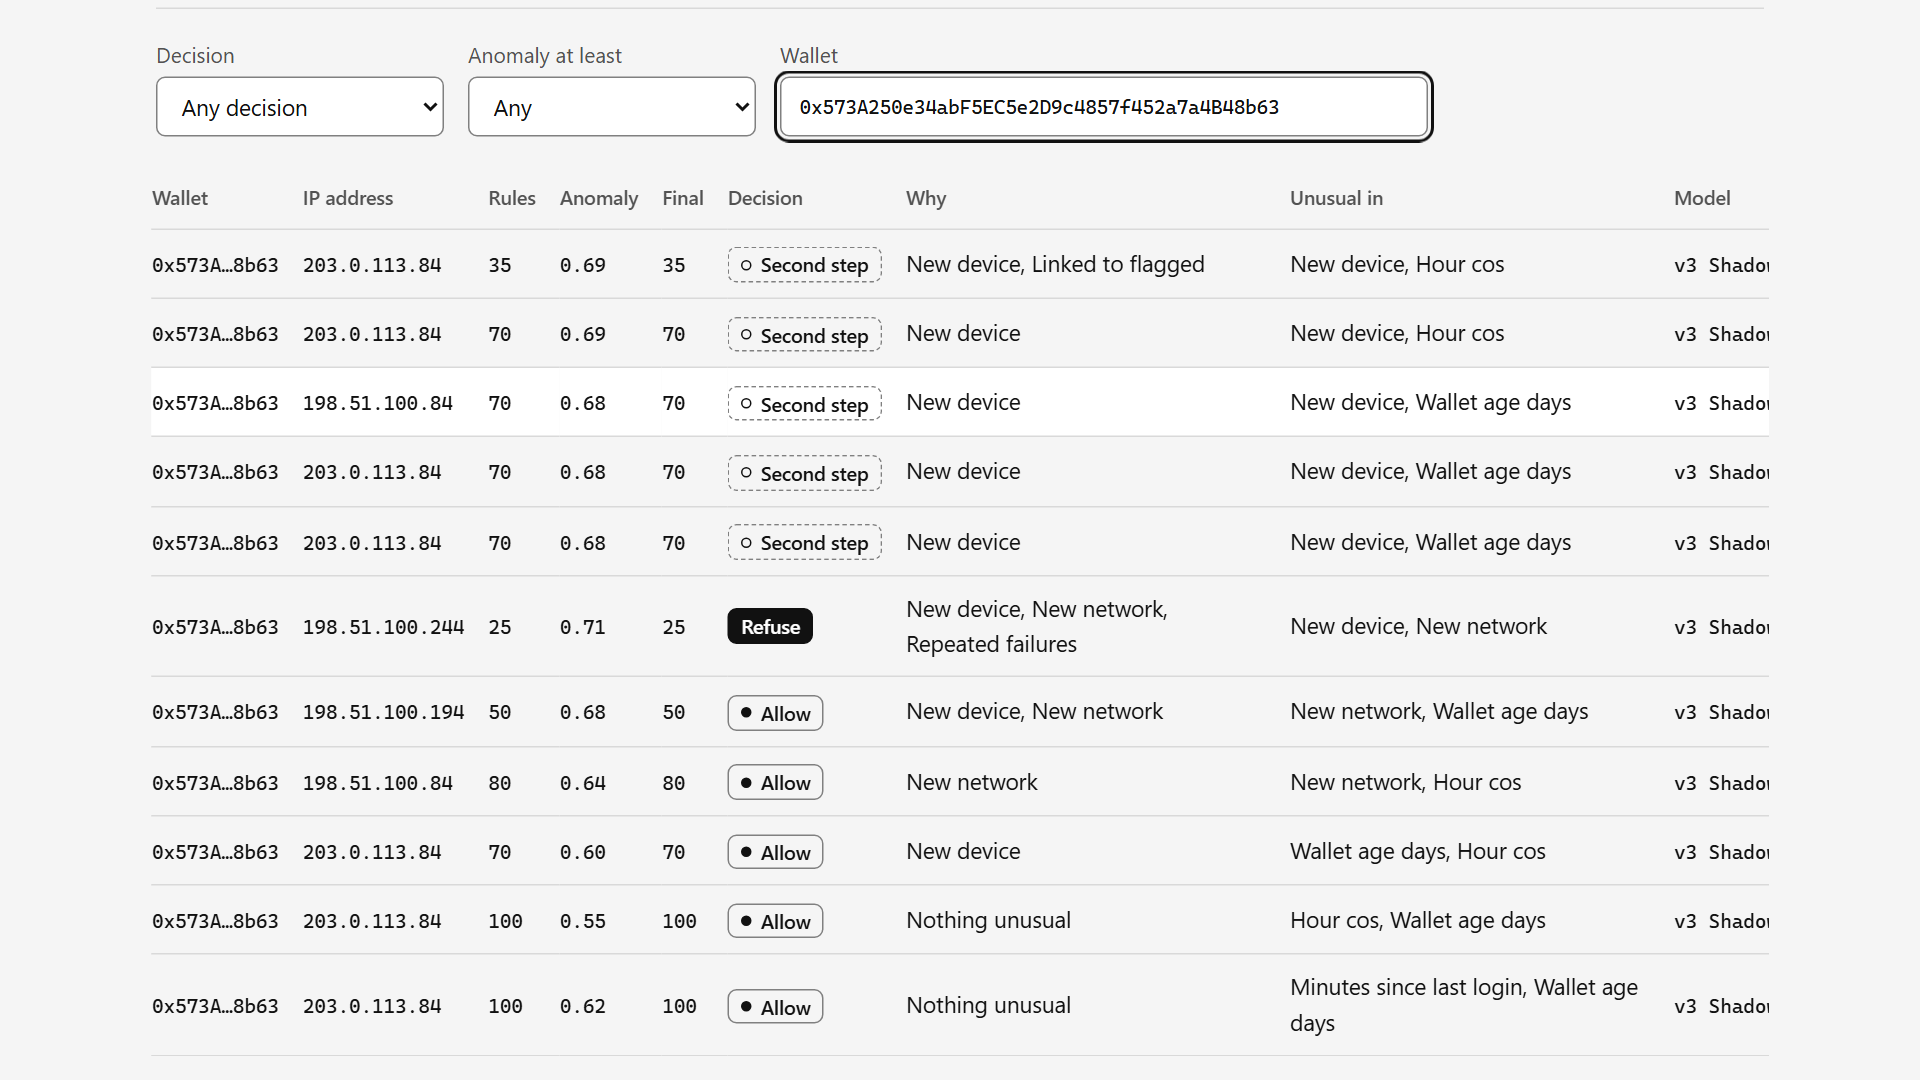 Decision Anomaly at least Wallet
Any decision Any 0x573A250e34abF5EC5e2D9c4857f452a7a4B48b63
Wallet IP address Rules Anomaly Final Decision Why Unusual in Model
0x573A…8b63 203.0.113.84 35 0.69 35 Second step New device, Linked to flagged New device, Hour cos v3 Shado
0x573A…8b63 203.0.113.84 70 0.69 70 Second step New device New device, Hour cos v3 Shado
0x573A…8b63 198.51.100.84 70 0.68 70 Second step New device New device, Wallet age days v3 Shado
0x573A…8b63 203.0.113.84 70 0.68 70 Second step New device New device, Wallet age days v3 Shado
0x573A…8b63 203.0.113.84 70 0.68 70 Second step New device New device, Wallet age days v3 Shado
0x573A…8b63 198.51.100.244 25 0.71 25 Refuse New device, New network, Repeated failures New device, New network v3 Shado
0x573A…8b63 198.51.100.194 50 0.68 50 Allow New device, New network New network, Wallet age days v3 Shado
0x573A…8b63 198.51.100.84 80 0.64 80 Allow New network New network, Hour cos v3 Shado
0x573A…8b63 203.0.113.84 70 0.60 70 Allow New device Wallet age days, Hour cos v3 Shado
0x573A…8b63 203.0.113.84 100 0.55 100 Allow Nothing unusual Hour cos, Wallet age days v3 Shado
0x573A…8b63 203.0.113.84 100 0.62 100 Allow Nothing unusual Minutes since last login, Wallet age days v3 Shado